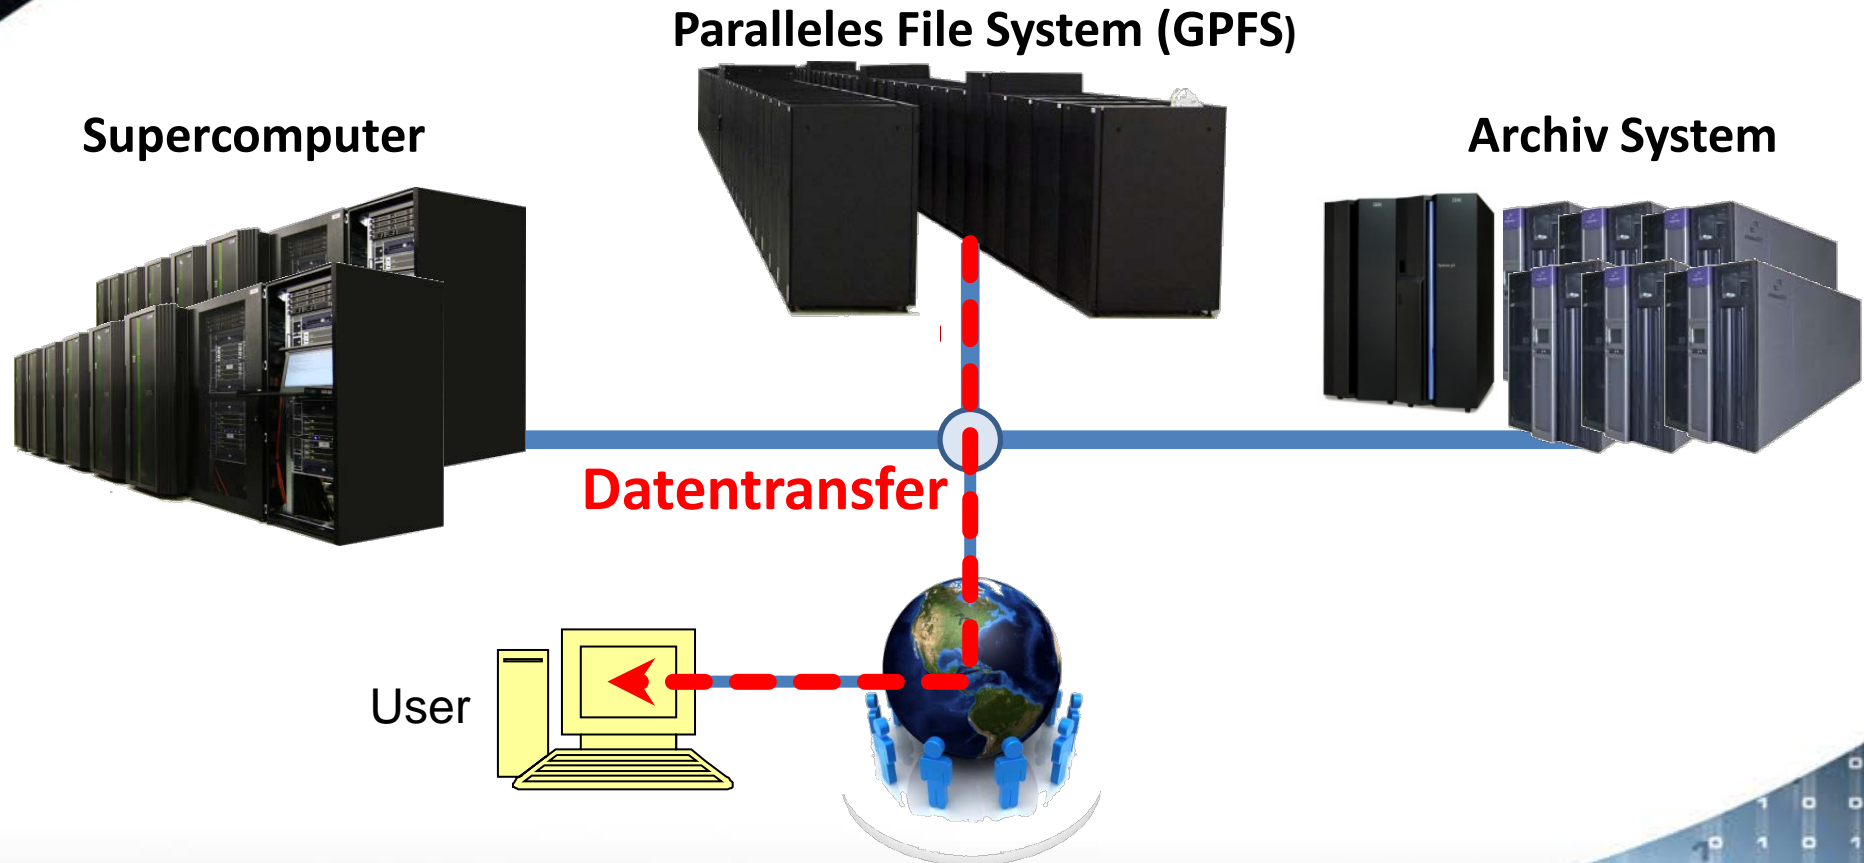 Paralleles File System (GPFS)
Supercomputer
Archiv System
Datentransfer
User